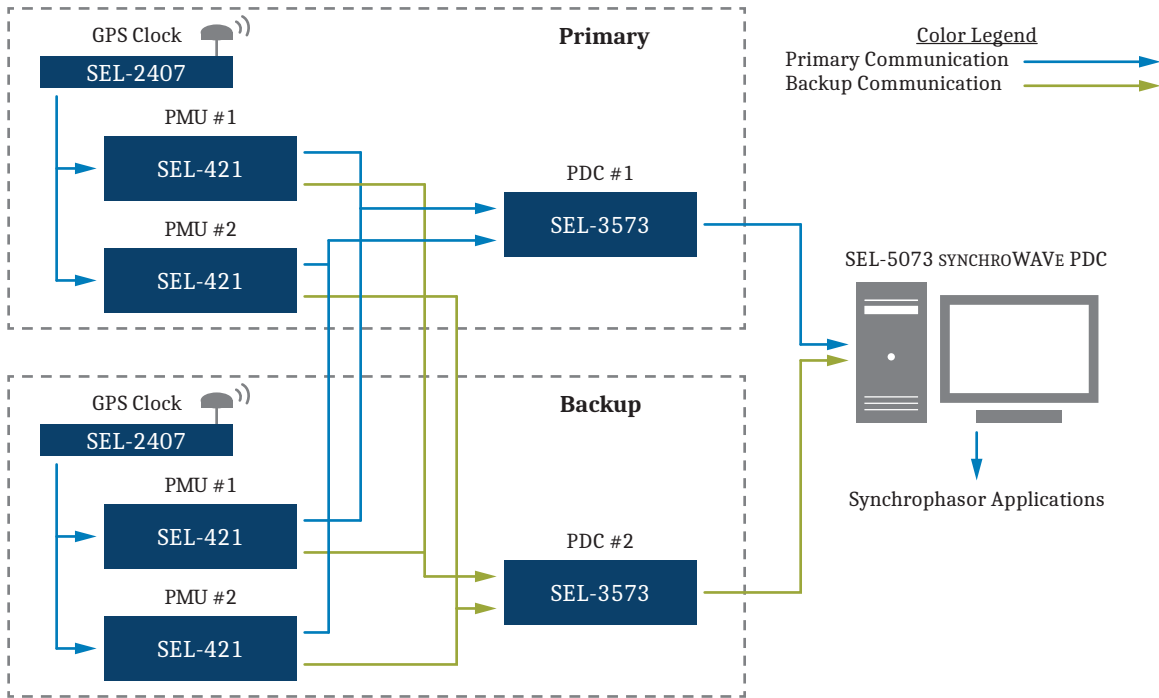 GPS Clock
SEL-2407
PMU #1
SEL-421
PMU #2
SEL-421
Primary
PDC #1
SEL-3573
Color Legend
Primary Communication
Backup Communication
GPS Clock
SEL-2407
PMU #1
SEL-421
PMU #2
SEL-421
Backup
PDC #2
SEL-3573
SEL-5073 SYNCHROWAVE PDC
Synchrophasor Applications